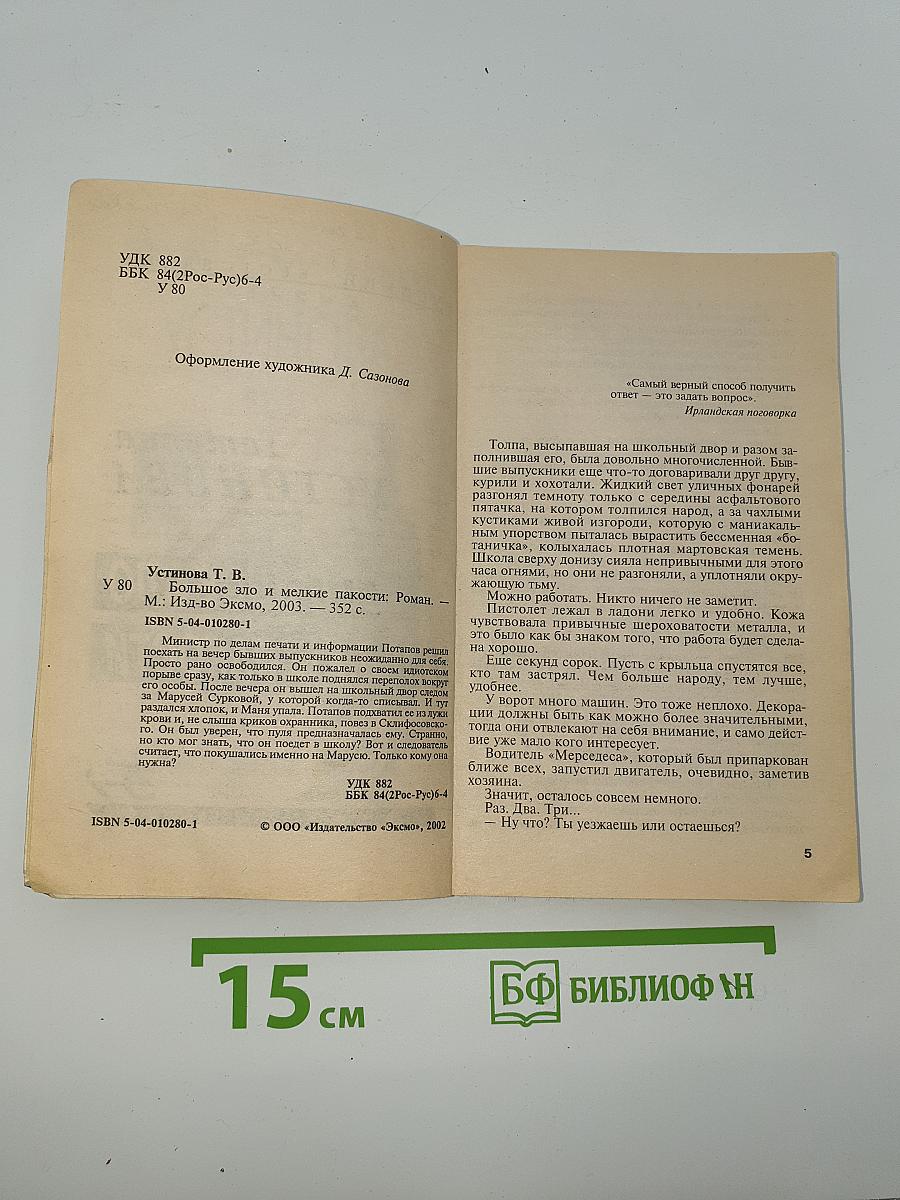 УДК 882
ББК 84(2Рос-Рус)6-4
У 80
Оформление художника Д. Сазонова
Устинова Т. В.
У 80 Большое зло и мелкие пакости: Роман. —
М.: Изд-во Эксмо, 2003. — 352 с.
ISBN 5-04-010280-1
Министр по делам печати и информации Потапов решил
поехать на вечер бывших выпускников неожиданно для себя.
Просто рано освободился. Он пожалел о своем идиотском
порыве сразу, как только в школе поднялся переполох вокруг
его особы. После вечера он вышел на школьный двор следом
за Марусей Сурковой, у которой когда-то списывал. И тут
раздался хлопок, и Маня упала. Потапов подхватил ее из лужи
крови и, не слыша криков охранника, повез в Склифосовско-
го. Он был уверен, что пуля предназначалась ему. Странно,
но кто мог знать, что он поедет в школу? Вот и следователь
считает, что покушались именно на Марусю. Только кому она
нужна?
УДК 882
ББК 84(2Рос-Рус)6-4
ISBN 5-04-010280-1 © ООО «Издательство «Эксмо», 2002
«Самый верный способ получить
ответ — это задать вопрос».
Ирландская поговорка
Толпа, высыпавшая на школьный двор и разом за-
полнившая его, была довольно многочисленной. Быв-
шие выпускники еще что-то договаривали друг другу,
курили и хохотали. Жидкий свет уличных фонарей
разгонял темноту только с середины асфальтового
пятачка, на котором толпился народ, а за чахлыми
кустиками живой изгороди, которую с маниакаль-
ным упорством пыталась вырастить бессменная «бо-
таничка», колыхалась плотная мартовская темень.
Школа сверху донизу сияла непривычными для этого
часа огнями, но они не разгоняли, а уплотняли окру-
жающую тьму.
Можно работать. Никто ничего не заметит.
Пистолет лежал в ладони легко и удобно. Кожа
чувствовала привычные шероховатости металла, и
это было как бы знаком того, что работа будет сдела-
на хорошо.
Еще секунд сорок. Пусть с крыльца спустятся все,
кто там застрял. Чем больше народу, тем лучше,
удобнее.
У ворот много машин. Это тоже неплохо. Декора-
ции должны быть как можно более значительными,
тогда они отвлекают на себя внимание, и само дейст-
вие уже мало кого интересует.
Водитель «Мерседеса», который был припаркован
ближе всех, запустил двигатель, очевидно, заметив
хозяина.
Значит, осталось совсем немного.
Раз. Два. Три...
— Ну что? Ты уезжаешь или остаешься?
5
15 см
БФ БИБЛИОФАН